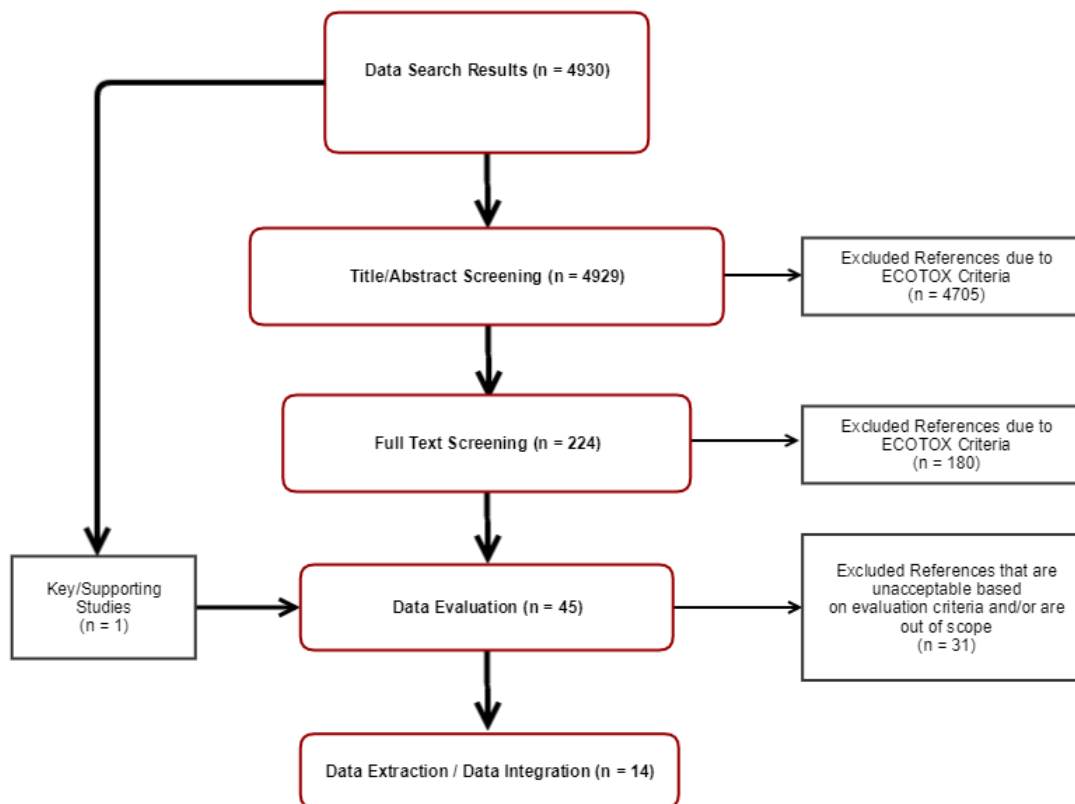 Data Search Results (n = 4930)
Title/Abstract Screening (n = 4929)
Excluded References due to
ECOTOX Criteria
(n = 4705)
Full Text Screening (n = 224)
Excluded References due to
ECOTOX Criteria
(n = 180)
Key/Supporting
Studies
(n = 1)
Data Evaluation (n = 45)
Excluded References that are
unacceptable based
on evaluation criteria and/or are
out of scope
(n = 31)
Data Extraction / Data Integration (n = 14)